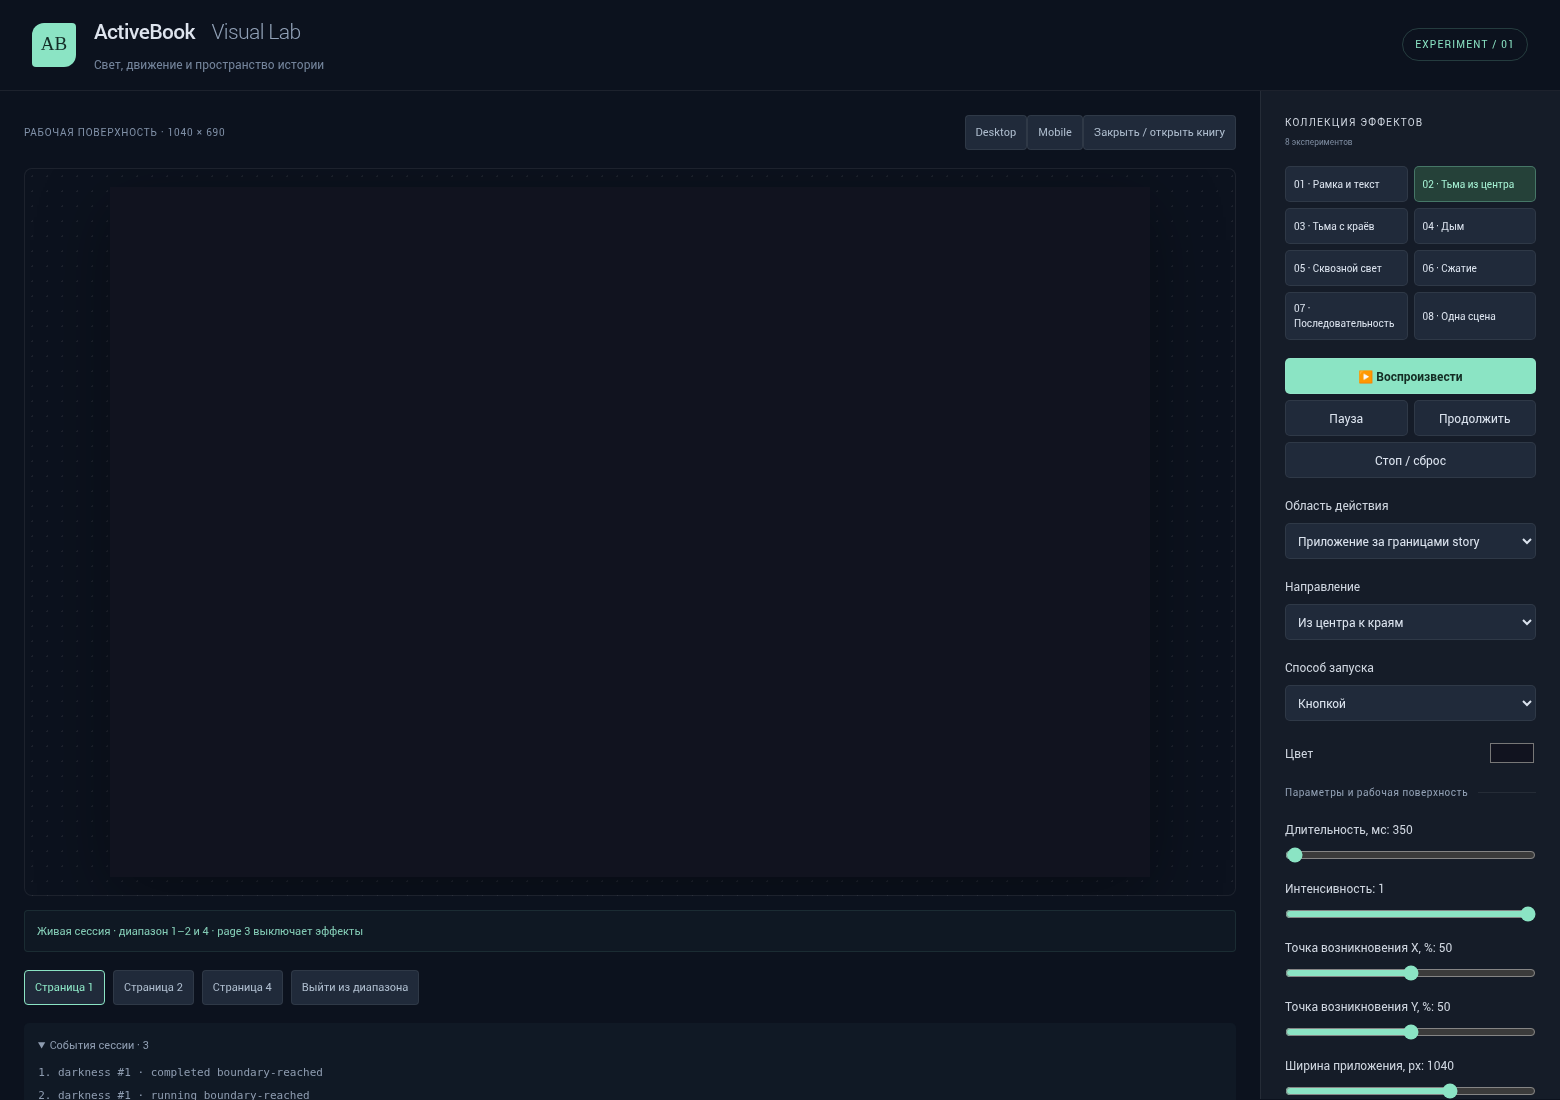 AB
ActiveBook Visual Lab
Свет, движение и пространство истории
EXPERIMENT / 01
РАБОЧАЯ ПОВЕРХНОСТЬ · 1040 × 690
Desktop
Mobile
Закрыть / открыть книгу
Живая сессия · диапазон 1–2 и 4 · page 3 выключает эффекты
Страница 1
Страница 2
Страница 4
Выйти из диапазона
▼ События сессии · 3
1. darkness #1 · completed boundary-reached
2. darkness #1 · running boundary-reached
КОЛЛЕКЦИЯ ЭФФЕКТОВ
8 экспериментов
01 · Рамка и текст
02 · Тьма из центра
03 · Тьма с краёв
04 · Дым
05 · Сквозной свет
06 · Сжатие
07 ·
Последовательность
08 · Одна сцена
▶ Воспроизвести
Пауза
Продолжить
Стоп / сброс
Область действия
Приложение за границами story
Направление
Из центра к краям
Способ запуска
Кнопкой
Цвет
Параметры и рабочая поверхность
Длительность, мс: 350
Интенсивность: 1
Точка возникновения X, %: 50
Точка возникновения Y, %: 50
Ширина приложения, px: 1040